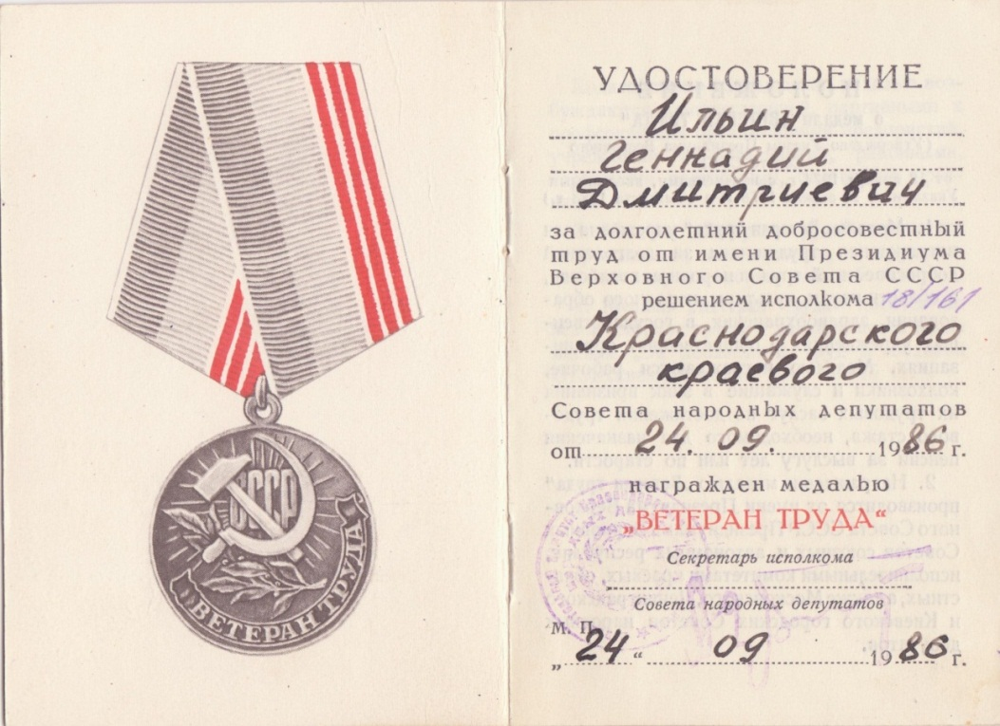 СССР
ВЕТЕРАН ТРУДА
УДОСТОВЕРЕНИЕ
Ильин
Геннадий
Дмитриевич
за долголетний добросовестный
труд от имени Президиума
Верховного Совета СССР
решением исполкома 18/161
Краснодарского
краевого
Совета народных депутатов
от 24. 09. 1986 г.
награжден медалью
„ВЕТЕРАН ТРУДА“
Секретарь исполкома
Совета народных депутатов
М. П.
„24“ 09 1986 г.